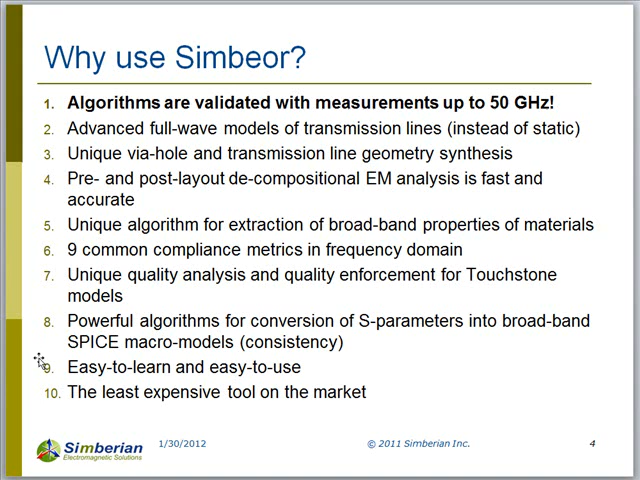 Why use Simbeor?
1. Algorithms are validated with measurements up to 50 GHz!
2. Advanced full-wave models of transmission lines (instead of static)
3. Unique via-hole and transmission line geometry synthesis
4. Pre- and post-layout de-compositional EM analysis is fast and
accurate
5. Unique algorithm for extraction of broad-band properties of materials
6. 9 common compliance metrics in frequency domain
7. Unique quality analysis and quality enforcement for Touchstone
models
8. Powerful algorithms for conversion of S-parameters into broad-band
SPICE macro-models (consistency)
9. Easy-to-learn and easy-to-use
10. The least expensive tool on the market
Simberian
Electromagnetic Solutions
1/30/2012
© 2011 Simberian Inc.
4